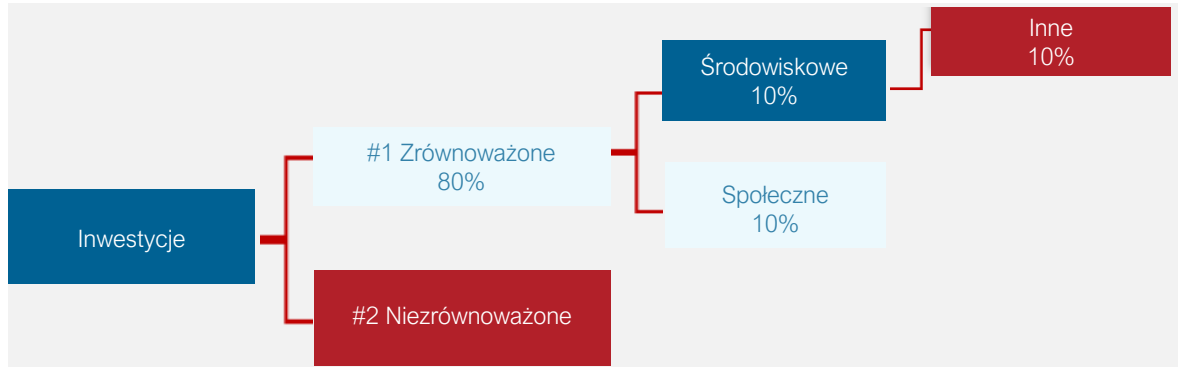 Inne
10%
Środowiskowe
10%
#1 Zrównoważone
80%
Społeczne
10%
Inwestycje
#2 Niezrównoważone